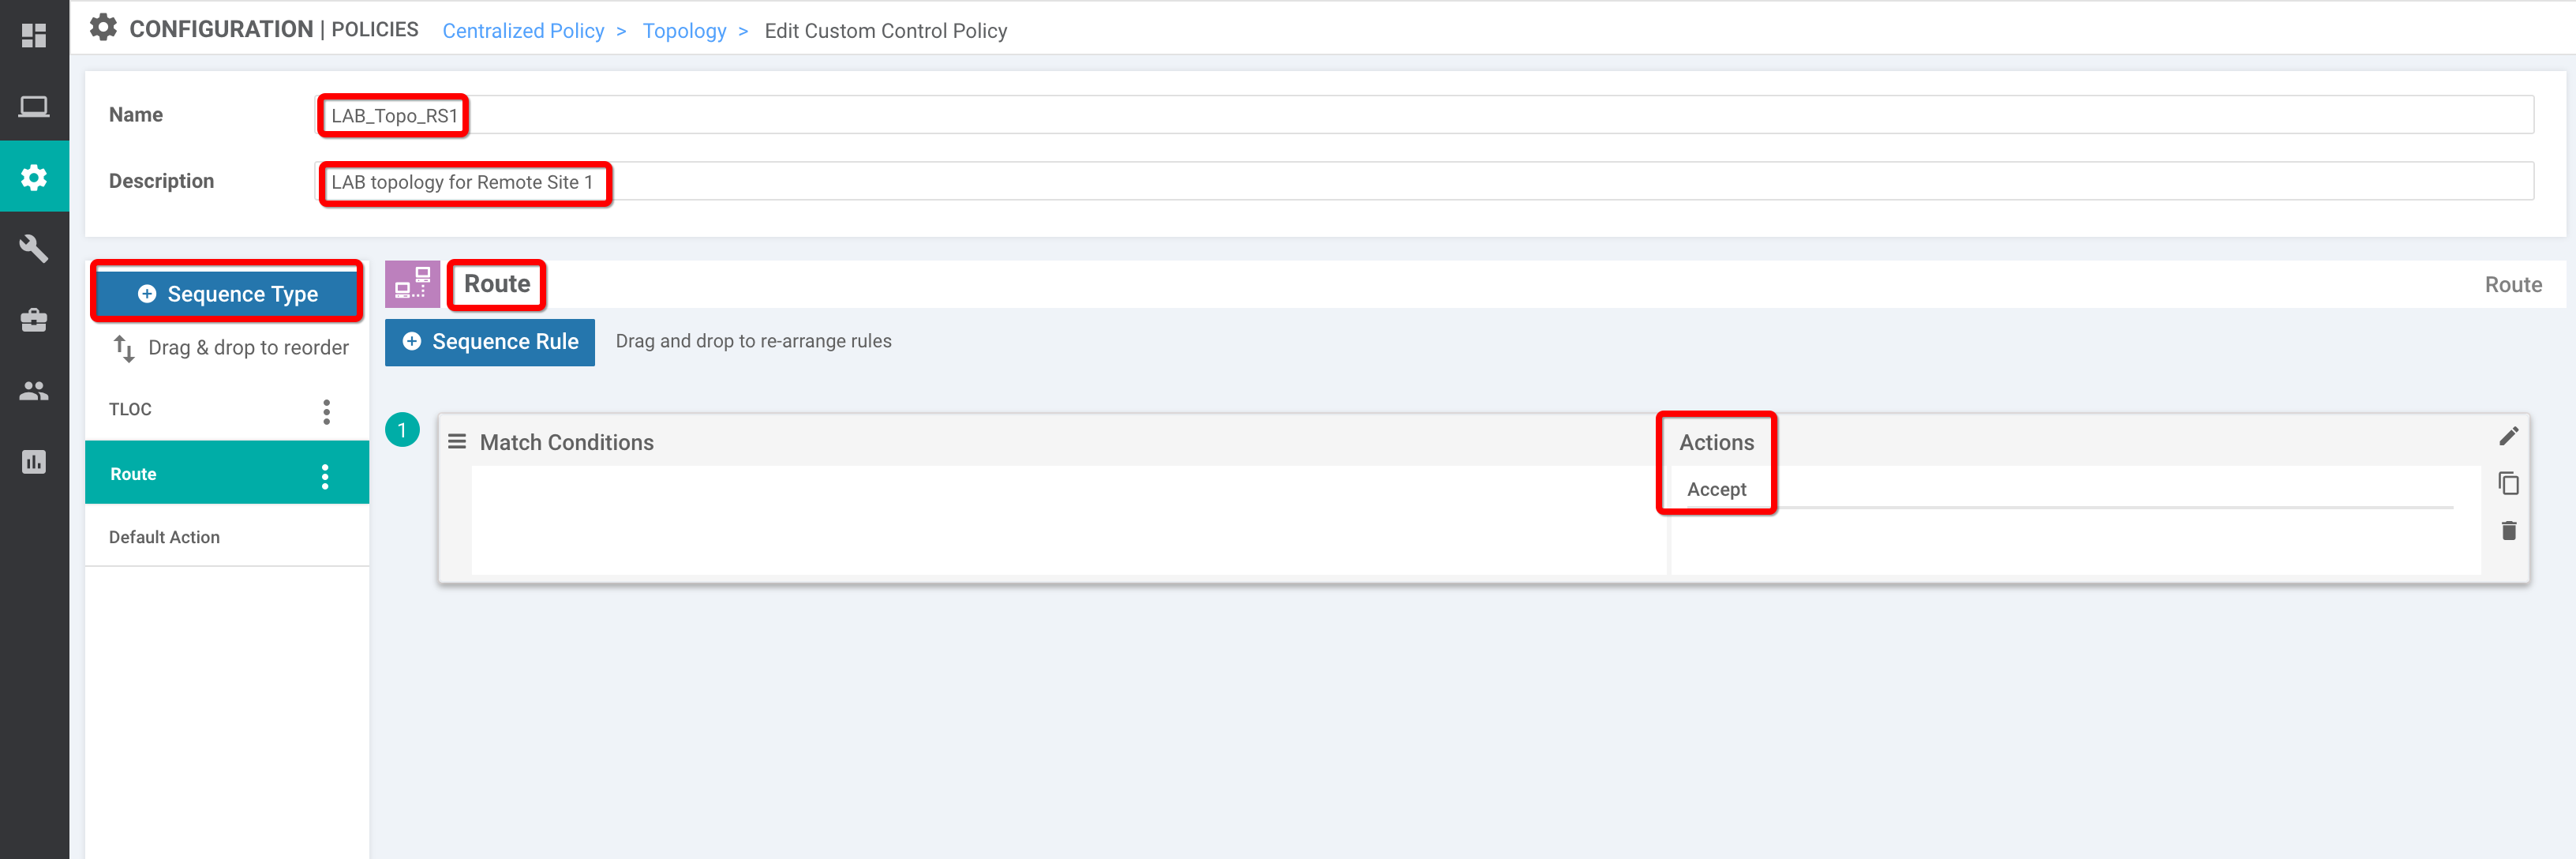 CONFIGURATION | POLICIES Centralized Policy > Topology > Edit Custom Control Policy
Name LAB_Topo_RS1
Description LAB topology for Remote Site 1
Sequence Type
Drag & drop to reorder
TLOC
Route
Default Action
Route Route
Sequence Rule Drag and drop to re-arrange rules
1 Match Conditions Actions
Accept